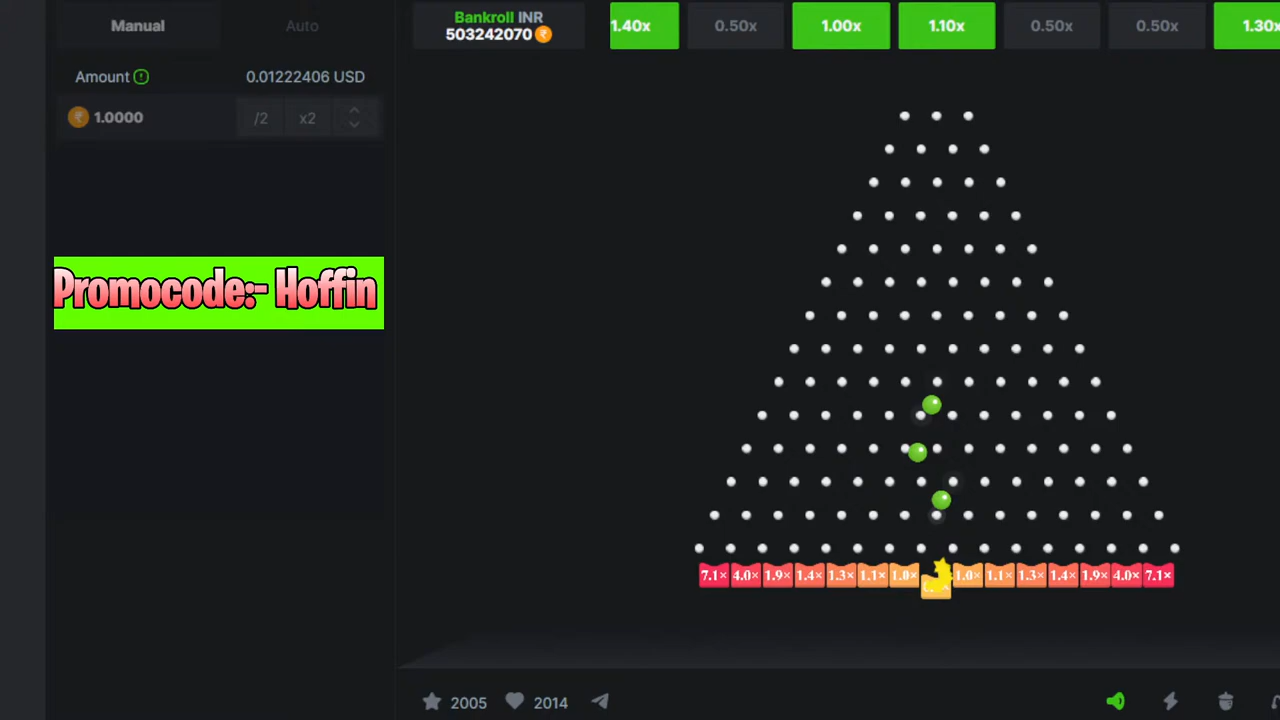 Manual Auto
Amount 0.01222406 USD
1.0000 /2 x2
Promocode:- Hoffin
Bankroll INR
503242070
1.40x 0.50x 1.00x 1.10x 0.50x 0.50x 1.30x
7.1× 4.0× 1.9× 1.4× 1.3× 1.1× 1.0× 1.0× 1.1× 1.3× 1.4× 1.9× 4.0× 7.1×
2005 2014